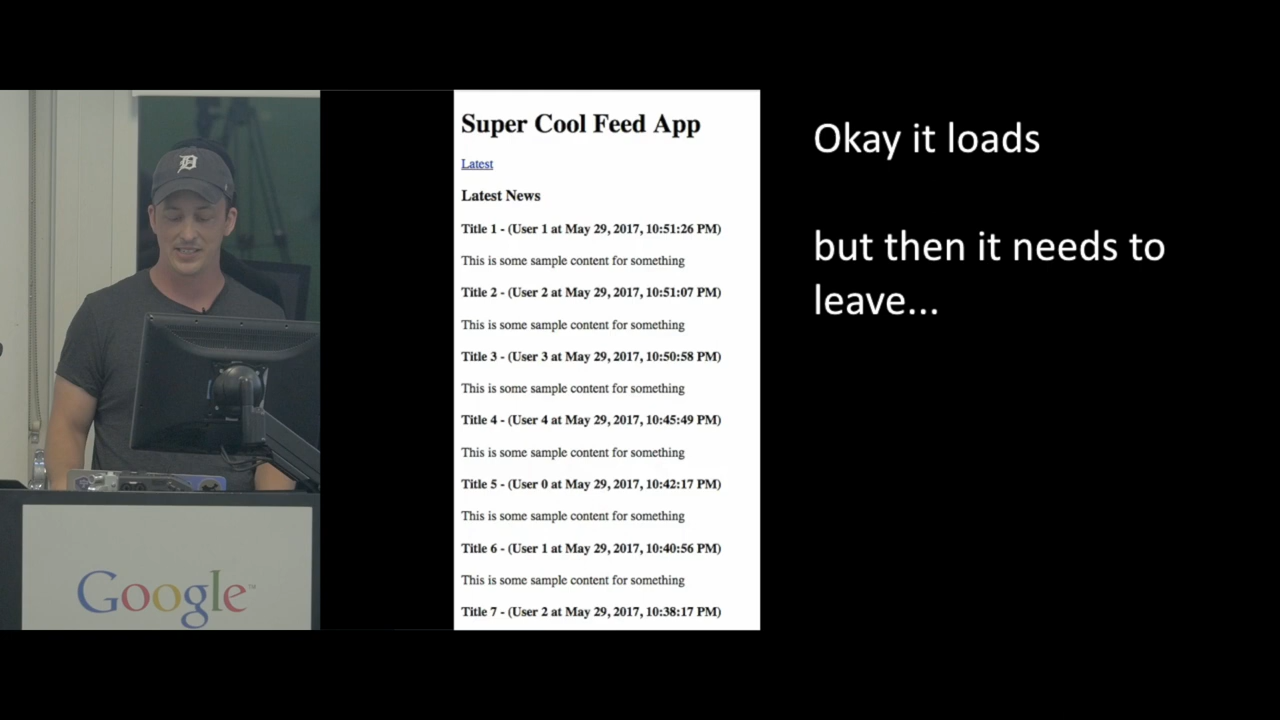 Super Cool Feed App
Latest
Latest News
Title 1 - (User 1 at May 29, 2017, 10:51:26 PM)
This is some sample content for something
Title 2 - (User 2 at May 29, 2017, 10:51:07 PM)
This is some sample content for something
Title 3 - (User 3 at May 29, 2017, 10:50:58 PM)
This is some sample content for something
Title 4 - (User 4 at May 29, 2017, 10:45:49 PM)
This is some sample content for something
Title 5 - (User 0 at May 29, 2017, 10:42:17 PM)
This is some sample content for something
Title 6 - (User 1 at May 29, 2017, 10:40:56 PM)
This is some sample content for something
Title 7 - (User 2 at May 29, 2017, 10:38:17 PM)
Okay it loads
but then it needs to
leave...
D
Google™